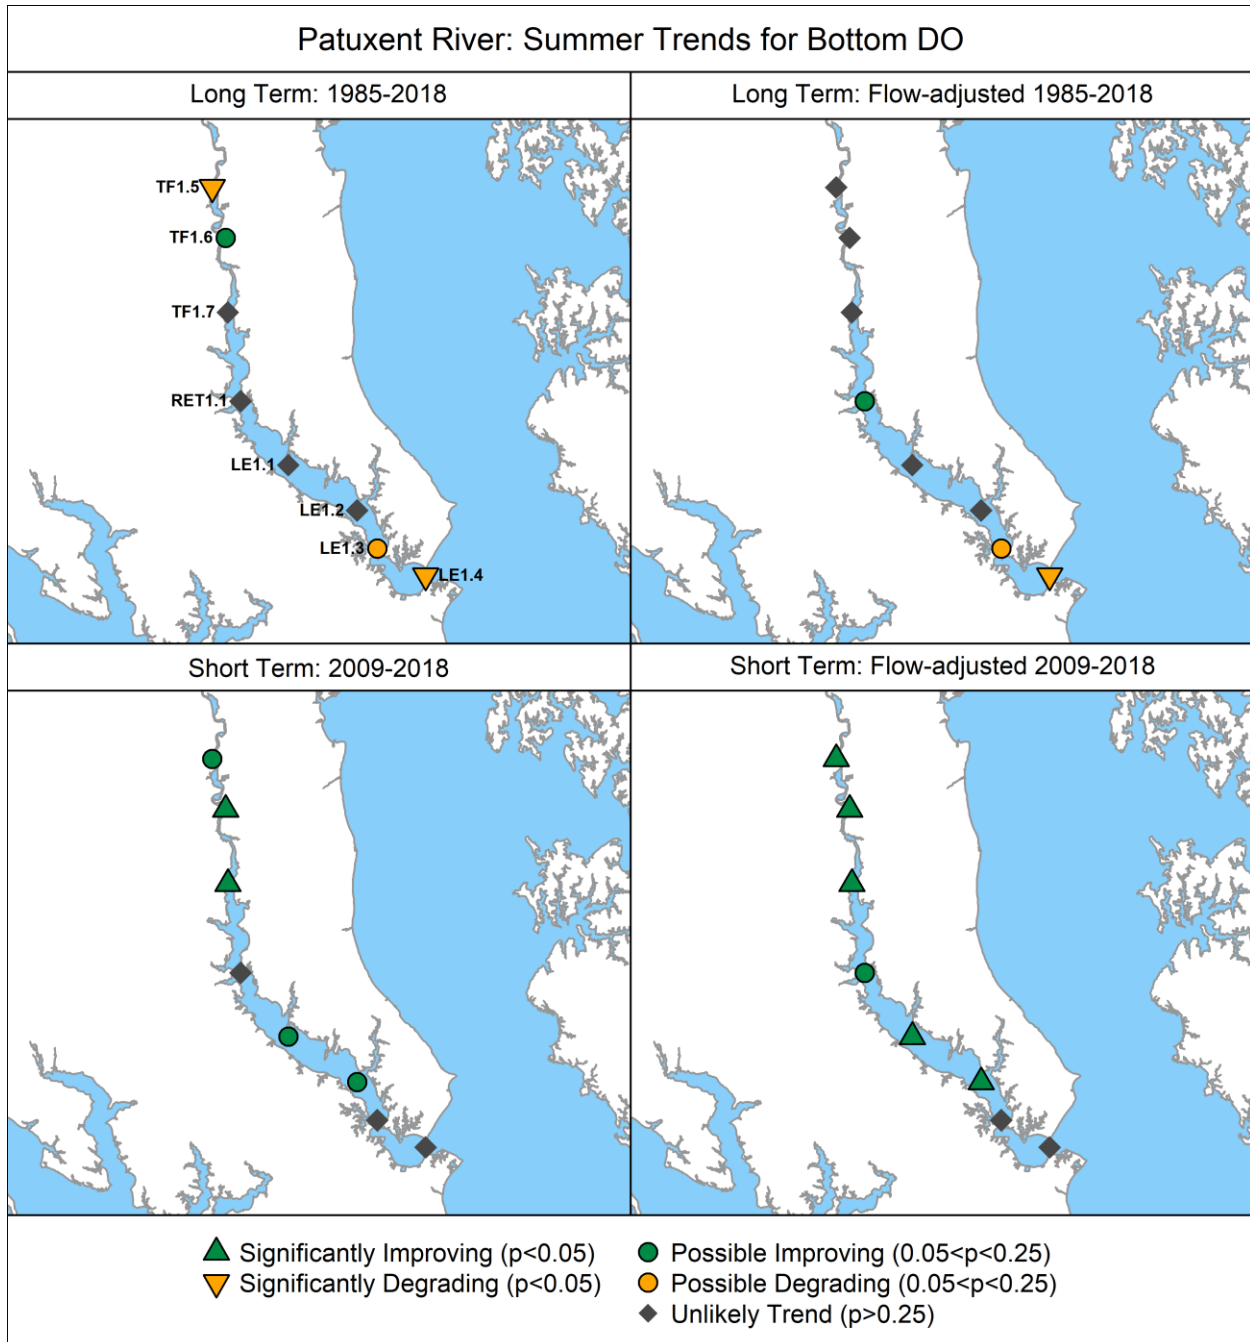 Patuxent River: Summer Trends for Bottom DO
Long Term: 1985-2018
Long Term: Flow-adjusted 1985-2018
TF1.5
TF1.6
TF1.7
RET1.1
LE1.1
LE1.2
LE1.3
LE1.4
Short Term: 2009-2018
Short Term: Flow-adjusted 2009-2018
Significantly Improving (p<0.05)
Possible Improving (0.05<p<0.25)
Significantly Degrading (p<0.05)
Possible Degrading (0.05<p<0.25)
Unlikely Trend (p>0.25)